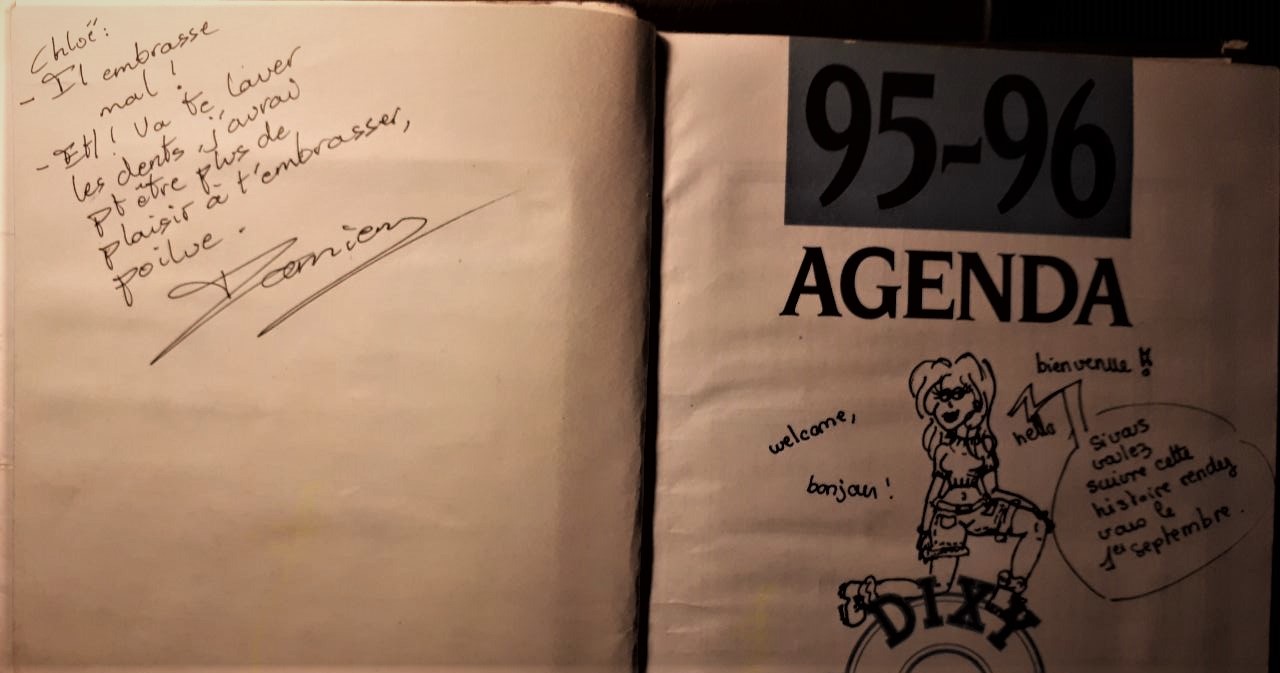 Chloë:
- Il embrasse
mal !
- Eh ! Va te laver
les dents, j'aurai
pt être plus de
plaisir à t'embrasser,
poilue.
Damien
95-96
AGENDA
bienvenue !
welcome,
hello
bonjour !
si vous
voulez
suivre cette
histoire rendez
vous le
1er septembre.
DIXY